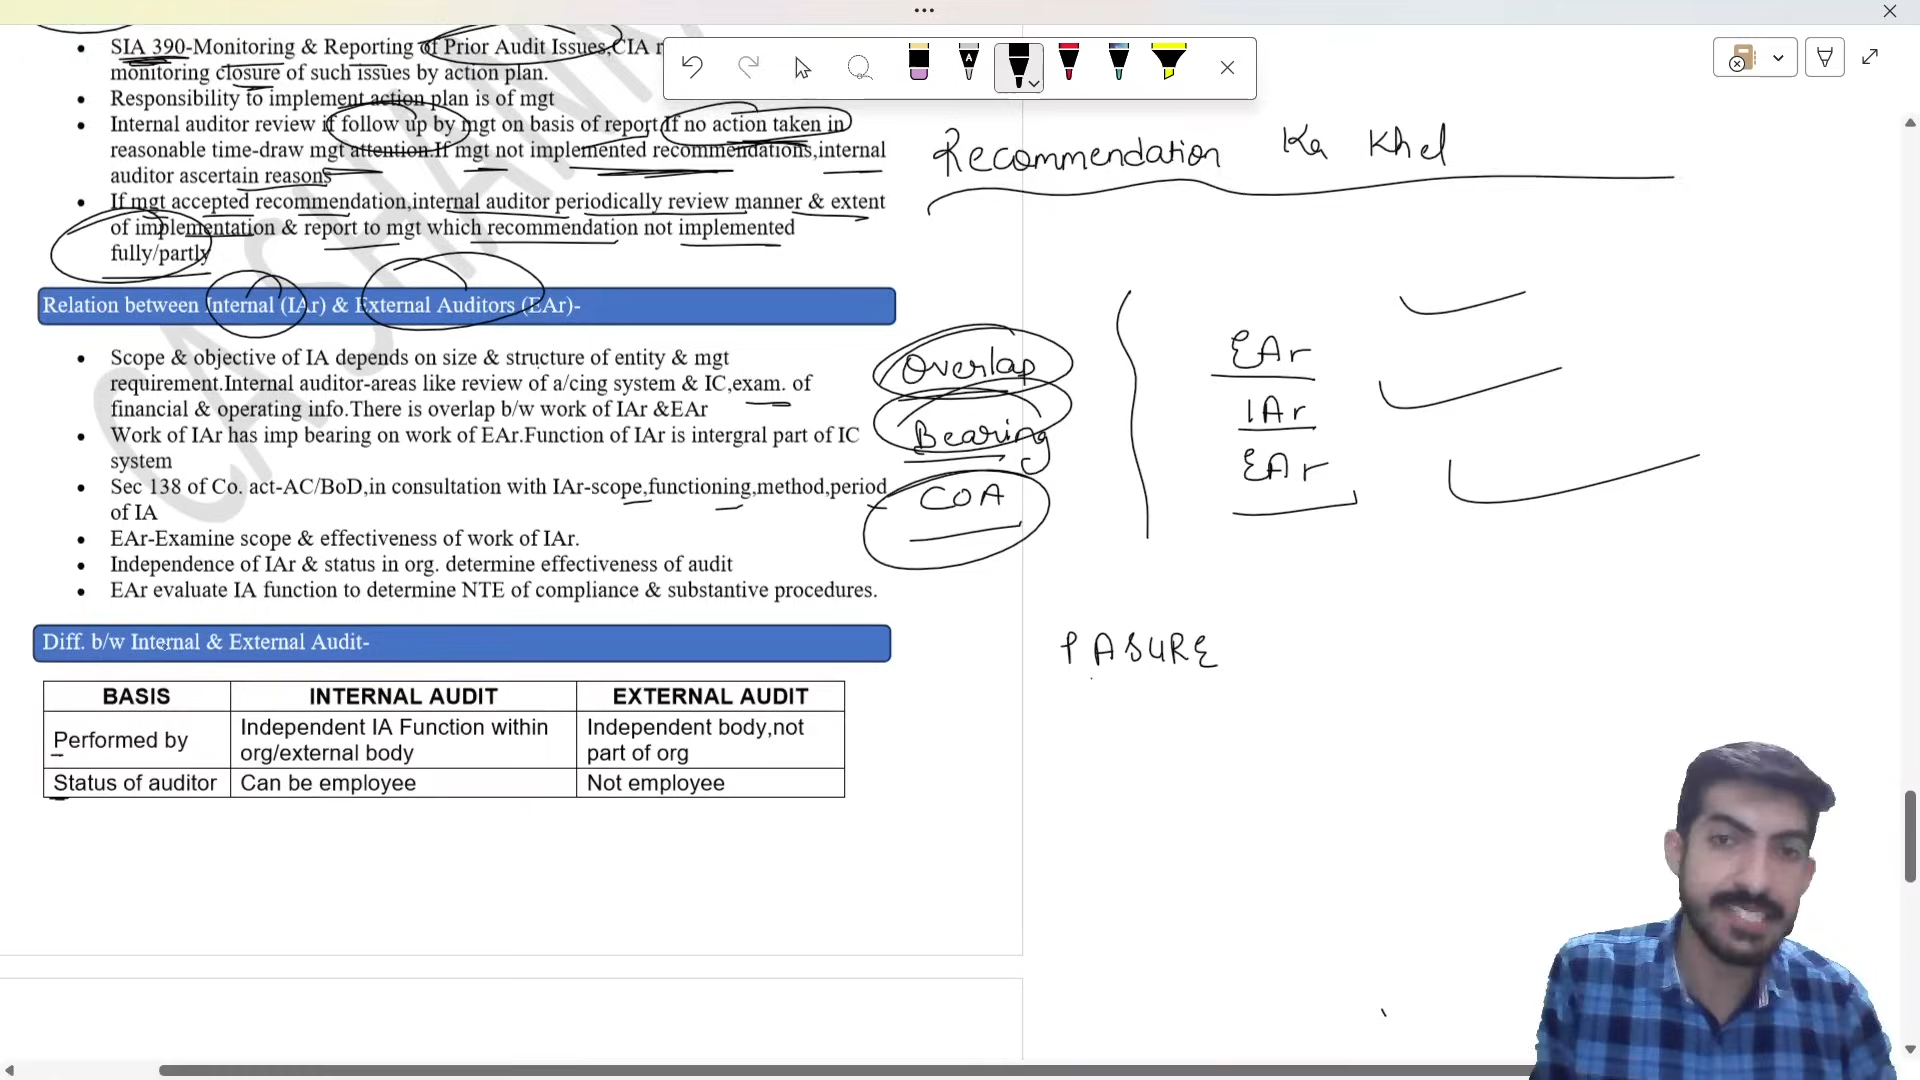 SIA 390-Monitoring & Reporting of Prior Audit Issues,CIA r
monitoring closure of such issues by action plan.
Responsibility to implement action plan is of mgt
Internal auditor review if follow up by mgt on basis of report.If no action taken in
reasonable time-draw mgt attention.If mgt not implemented recommendations,internal
auditor ascertain reasons
If mgt accepted recommendation,internal auditor periodically review manner & extent
of implementation & report to mgt which recommendation not implemented
fully/partly
Relation between Internal (IAr) & External Auditors (EAr)-
Scope & objective of IA depends on size & structure of entity & mgt
requirement.Internal auditor-areas like review of a/cing system & IC,exam. of
financial & operating info.There is overlap b/w work of IAr &EAr
Work of IAr has imp bearing on work of EAr.Function of IAr is intergral part of IC
system
Sec 138 of Co. act-AC/BoD,in consultation with IAr-scope,functioning,method,period
of IA
EAr-Examine scope & effectiveness of work of IAr.
Independence of IAr & status in org. determine effectiveness of audit
EAr evaluate IA function to determine NTE of compliance & substantive procedures.
Diff. b/w Internal & External Audit-
BASIS INTERNAL AUDIT EXTERNAL AUDIT
Performed by Independent IA Function within org/external body Independent body,not part of org
Status of auditor Can be employee Not employee
Recommendation Ka Khel
Overlap
Bearing
COA
EAr
IAr
EAr
PASURE